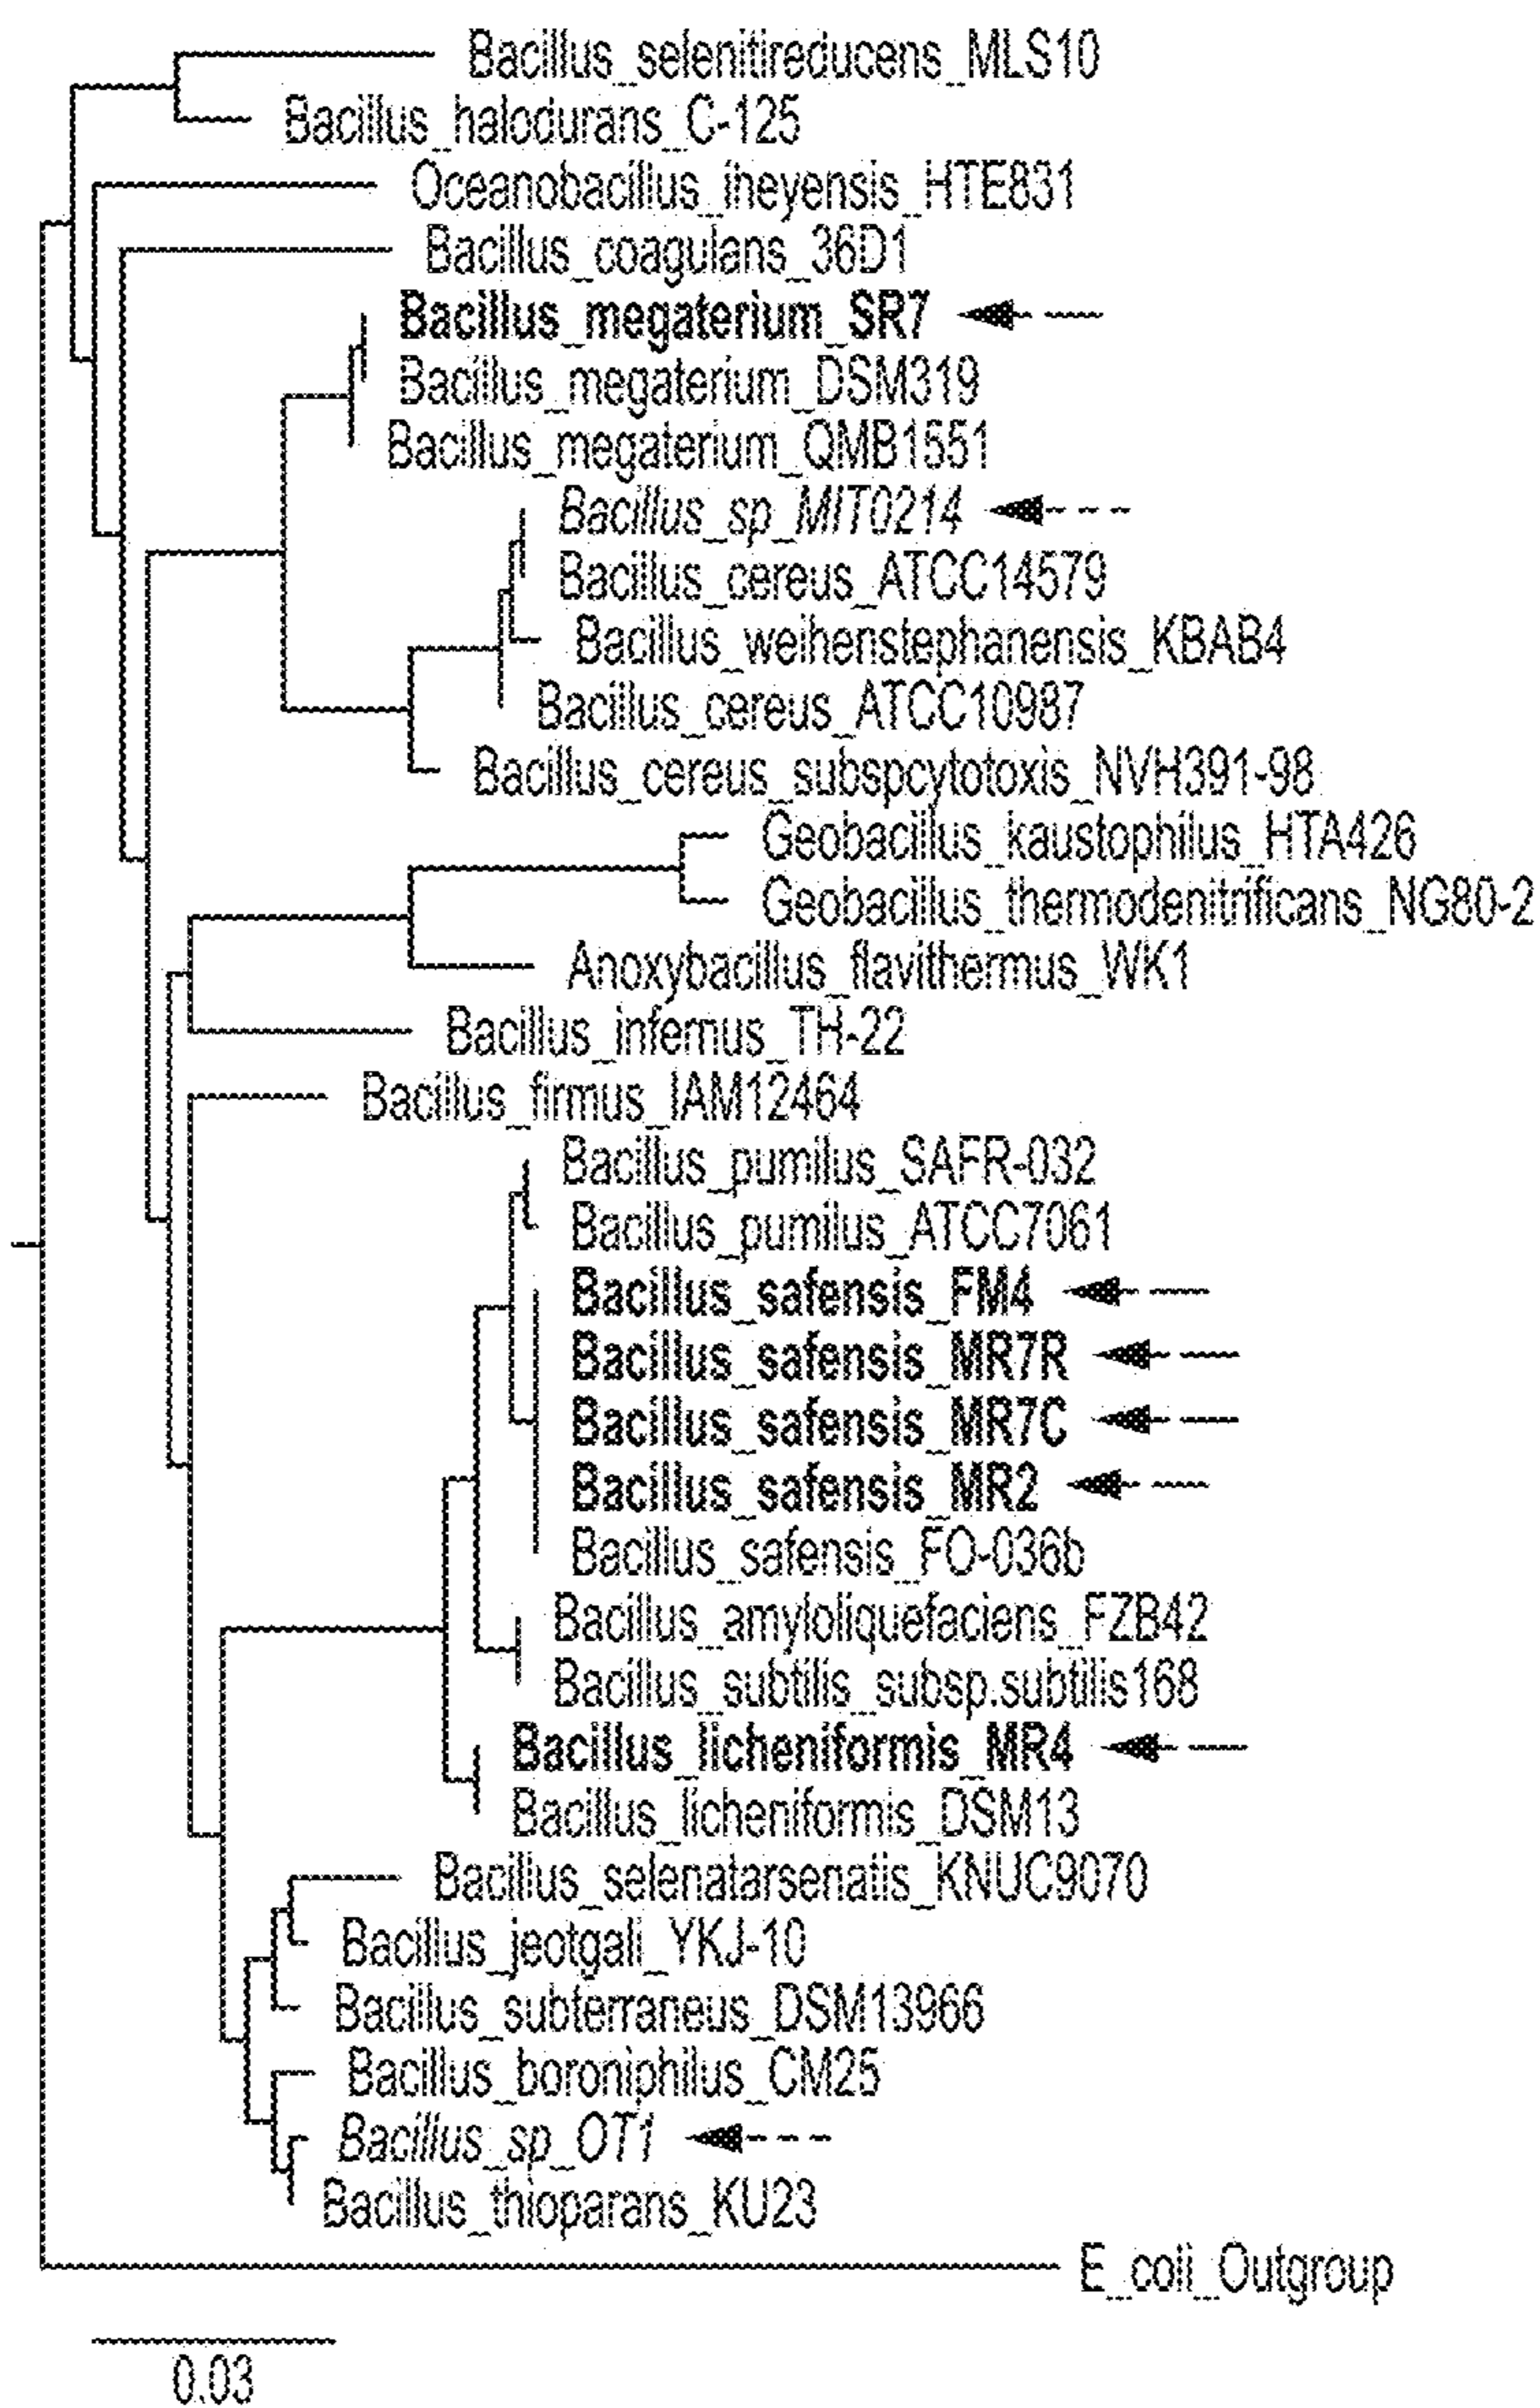 Bacillus_selenitireducens_MLS10
Bacillus_halodurans_C-125
Oceanobacillus_iheyensis_HTE831
Bacillus_coagulans_36D1
Bacillus_megaterium_SR7
Bacillus_megaterium_DSM319
Bacillus_megaterium_QMB1551
Bacillus_sp_MIT0214
Bacillus_cereus_ATCC14579
Bacillus_weihenstephanensis_KBAB4
Bacillus_cereus_ATCC10987
Bacillus_cereus_subspcytotoxis_NVH391-98
Geobacillus_kaustophilus_HTA426
Geobacillus_thermodenitrificans_NG80-2
Anoxybacillus_flavithermus_WK1
Bacillus_infernus_TH-22
Bacillus_firmus_IAM12464
Bacillus_pumilus_SAFR-032
Bacillus_pumilus_ATCC7061
Bacillus_safensis_FM4
Bacillus_safensis_MR7R
Bacillus_safensis_MR7C
Bacillus_safensis_MR2
Bacillus_safensis_FO-036b
Bacillus_amyloliquefaciens_FZB42
Bacillus_subtilis_subsp.subtilis168
Bacillus_licheniformis_MR4
Bacillus_licheniformis_DSM13
Bacillus_selenatarsenatis_KNUC9070
Bacillus_jeotgali_YKJ-10
Bacillus_subterraneus_DSM13966
Bacillus_boroniphilus_CM25
Bacillus_sp_OT1
Bacillus_thioparans_KU23
E_coli_Outgroup
0.03